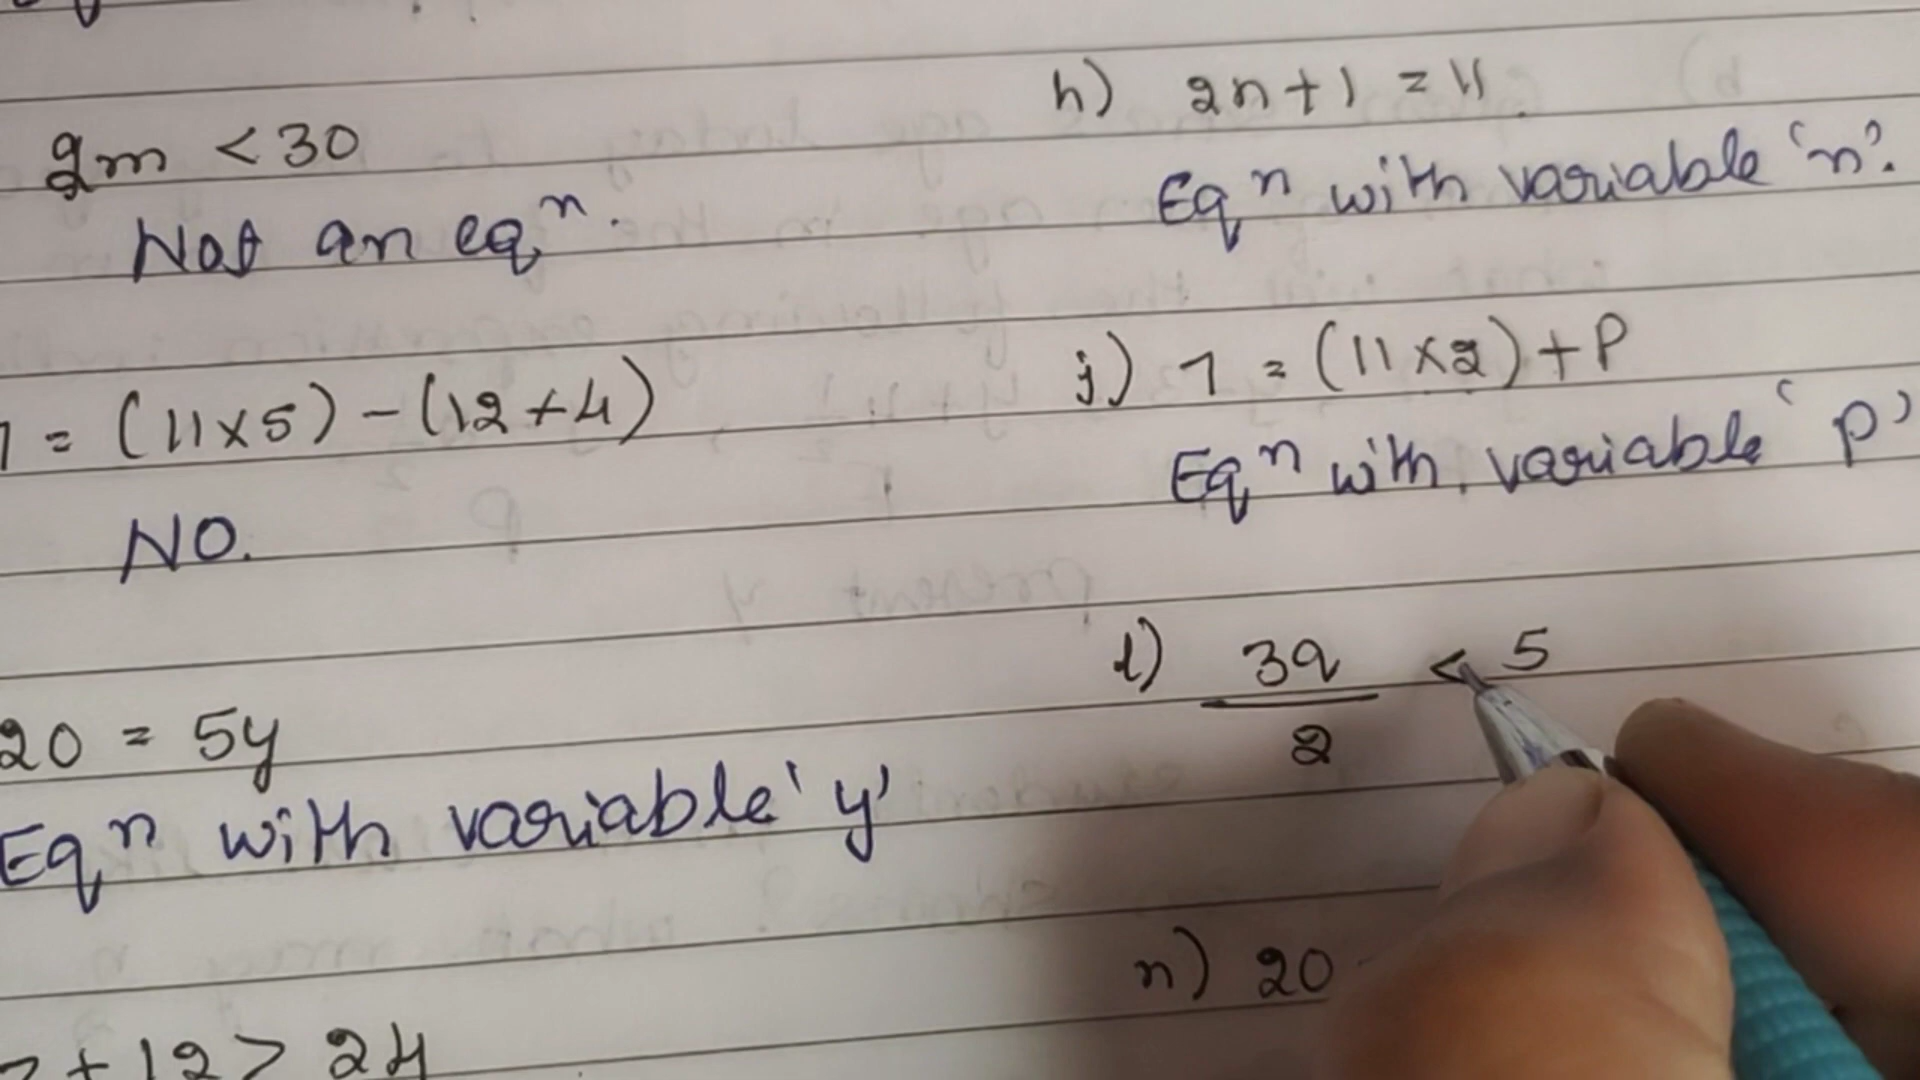 2m < 30
h) 2n + 1 = 11
Not an eqⁿ.
Eqⁿ with variable 'n'.
7 = (11 x 5) - (12 + 4)
j) 7 = (11 x 2) + P
NO.
Eqⁿ with variable 'p'
20 = 5y
l) 3q / 2 < 5
Eqⁿ with variable 'y'
n) 20
+ 12 > 24